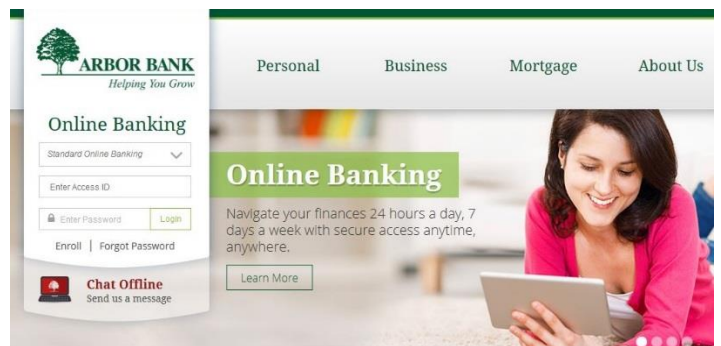 ARBOR BANK
Helping You Grow
Personal
Business
Mortgage
About Us
Online Banking
Standard Online Banking
Enter Access ID
Enter Password
Login
Enroll | Forgot Password
Chat Offline
Send us a message
Online Banking
Navigate your finances 24 hours a day, 7
days a week with secure access anytime,
anywhere.
Learn More